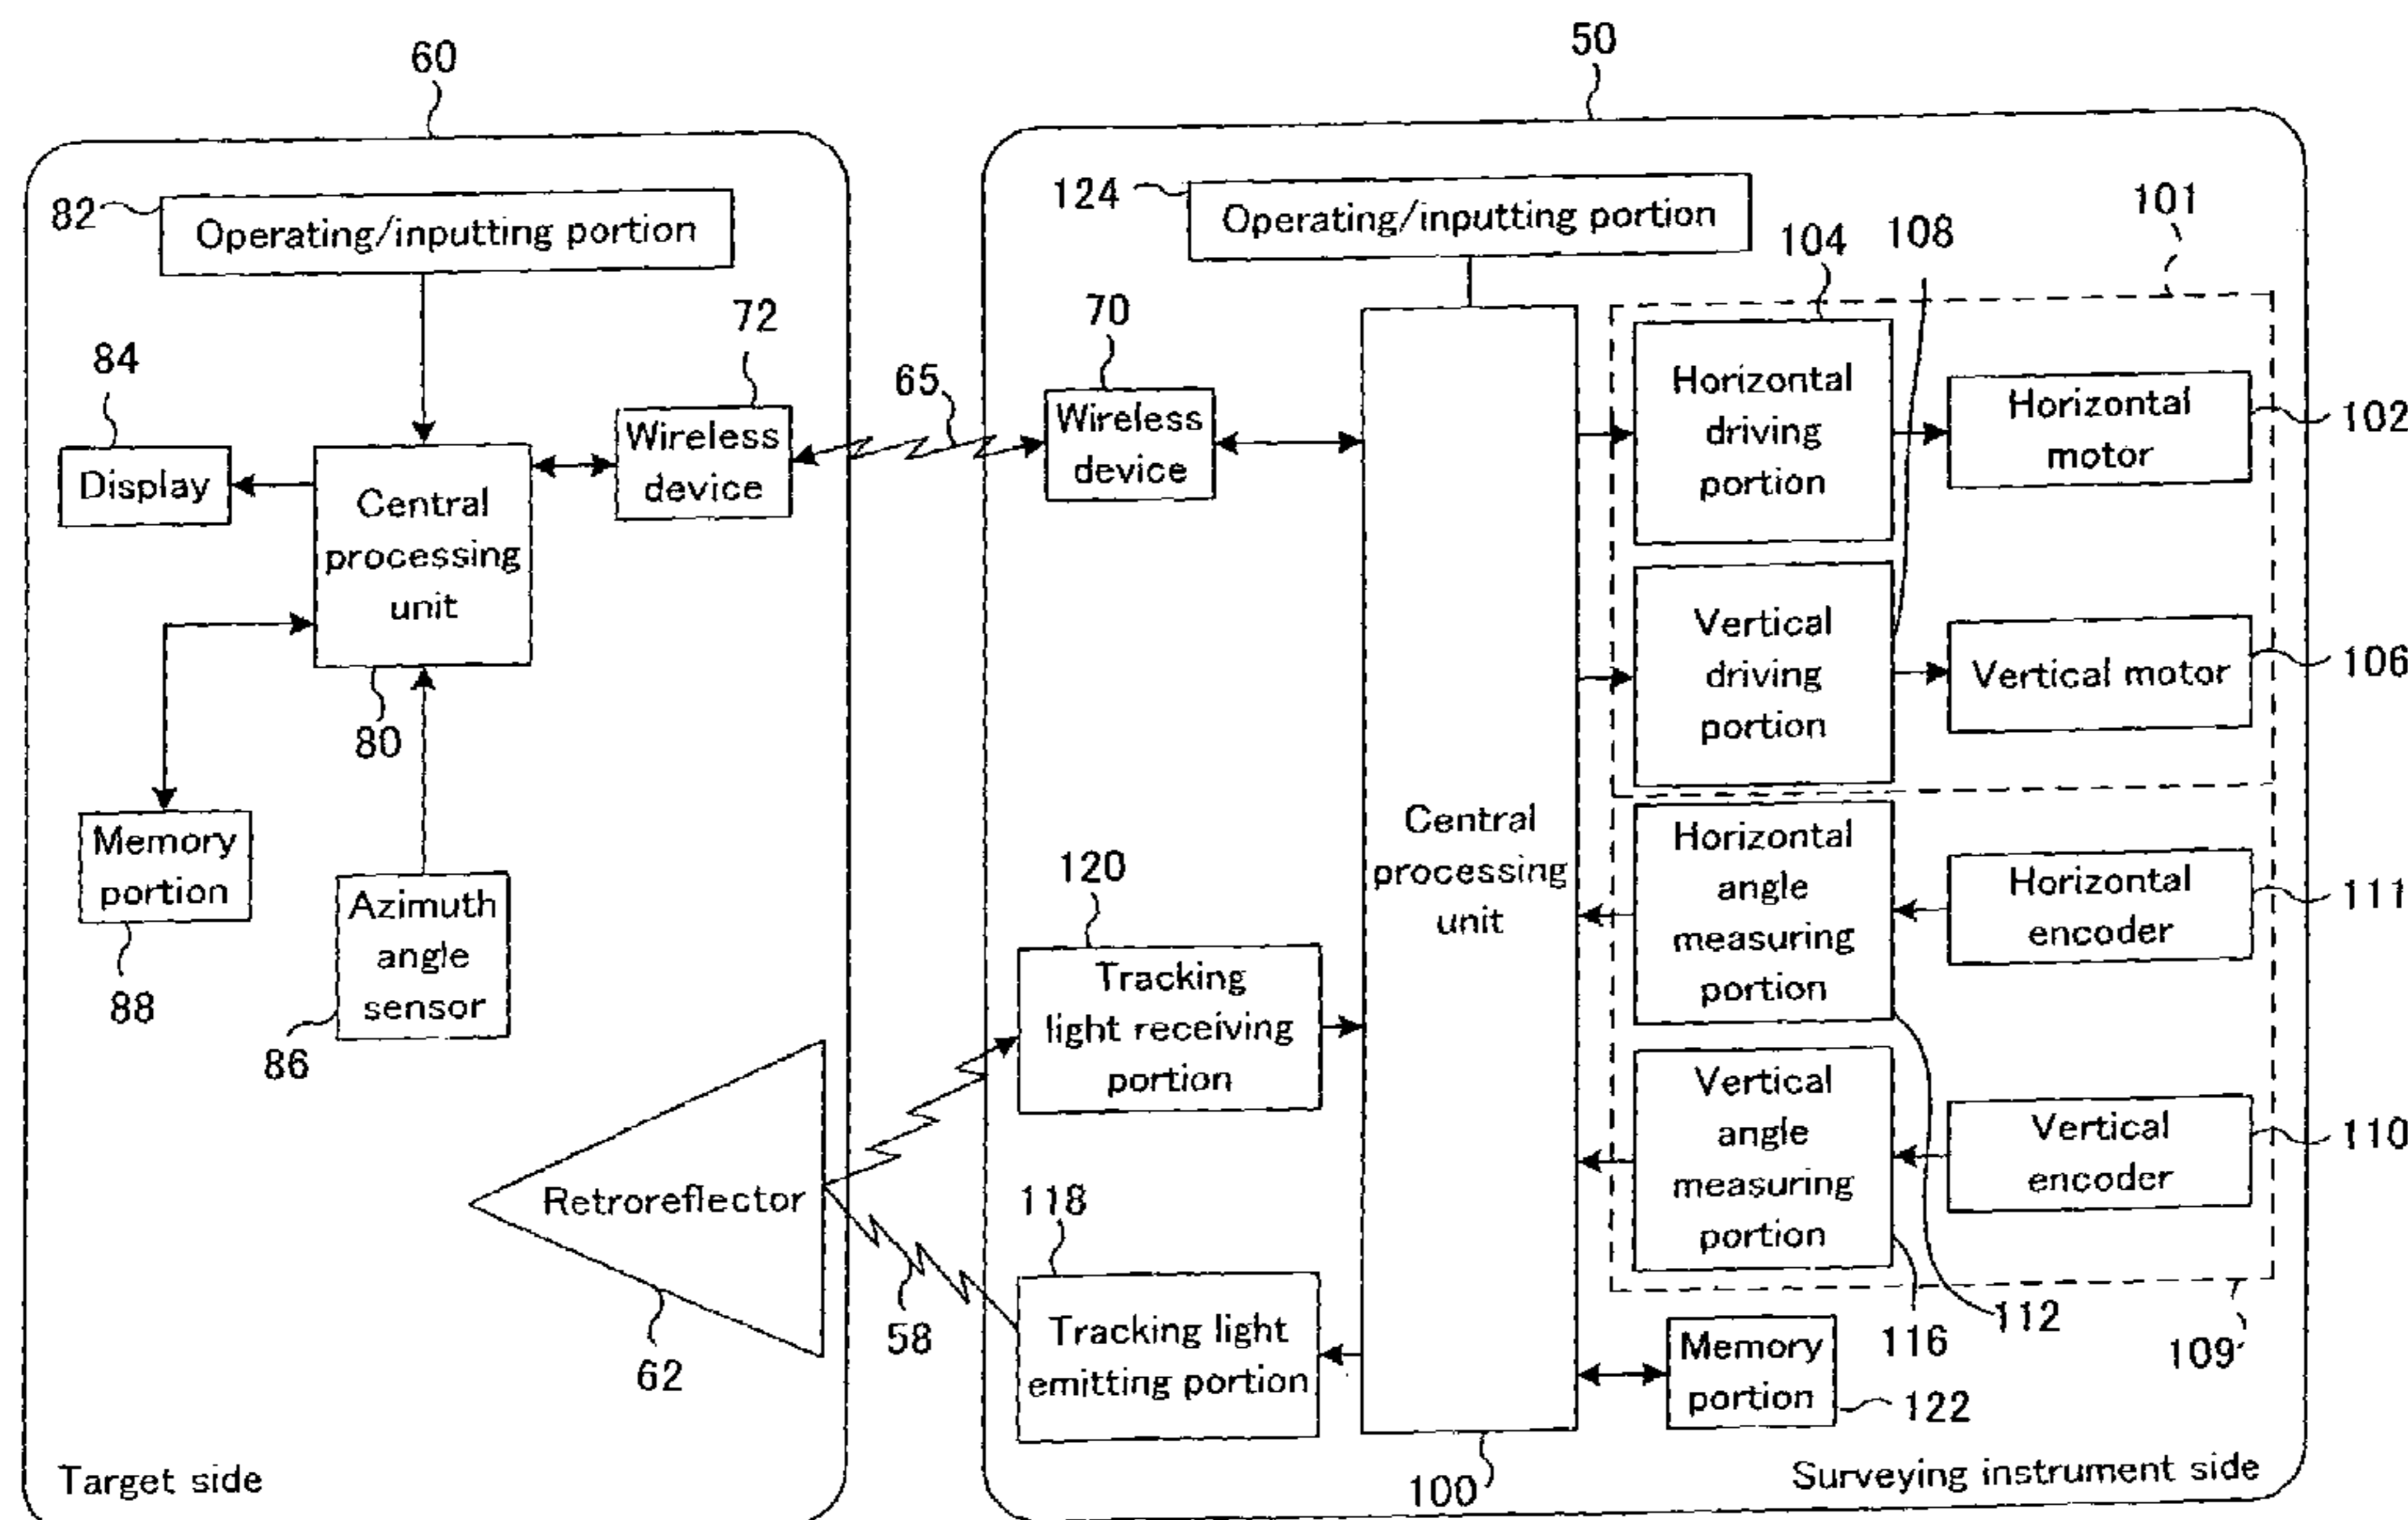 60
50
82
Operating/inputting portion
124
Operating/inputting portion
101
104
108
84
Display
72
Wireless
device
65
70
Wireless
device
Central
processing
unit
80
Horizontal
driving
portion
Horizontal
motor
102
Vertical
driving
portion
Vertical motor
106
Memory
portion
88
Azimuth
angle
sensor
86
120
Tracking
light receiving
portion
Central
processing
unit
Horizontal
angle
measuring
portion
Horizontal
encoder
111
Retroreflector
62
58
118
Tracking light
emitting portion
Vertical
angle
measuring
portion
Vertical
encoder
110
116
112
109
Memory
portion
122
100
Target side
Surveying instrument side